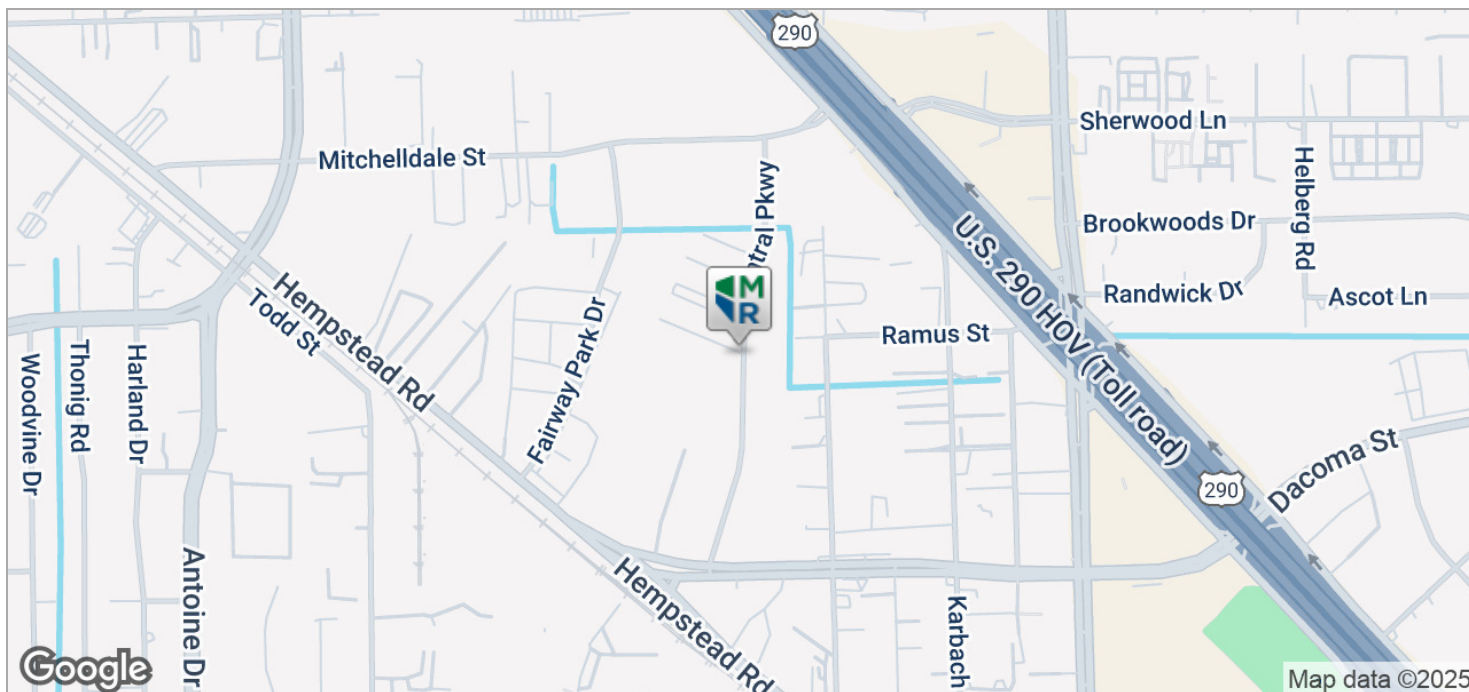 290
Sherwood Ln
Mitchelldale St
Helberg Rd
ntral Pkwy
Brookwoods Dr
U.S. 290 HOV (Toll road)
M
R
Randwick Dr
Ascot Ln
Hempstead Rd
Todd St
Fairway Park Dr
Ramus St
Woodvine Dr
Thonig Rd
Harland Dr
Dacoma St
290
Antoine Dr
Hempstead Rd
Karbach
Google
Map data ©2025